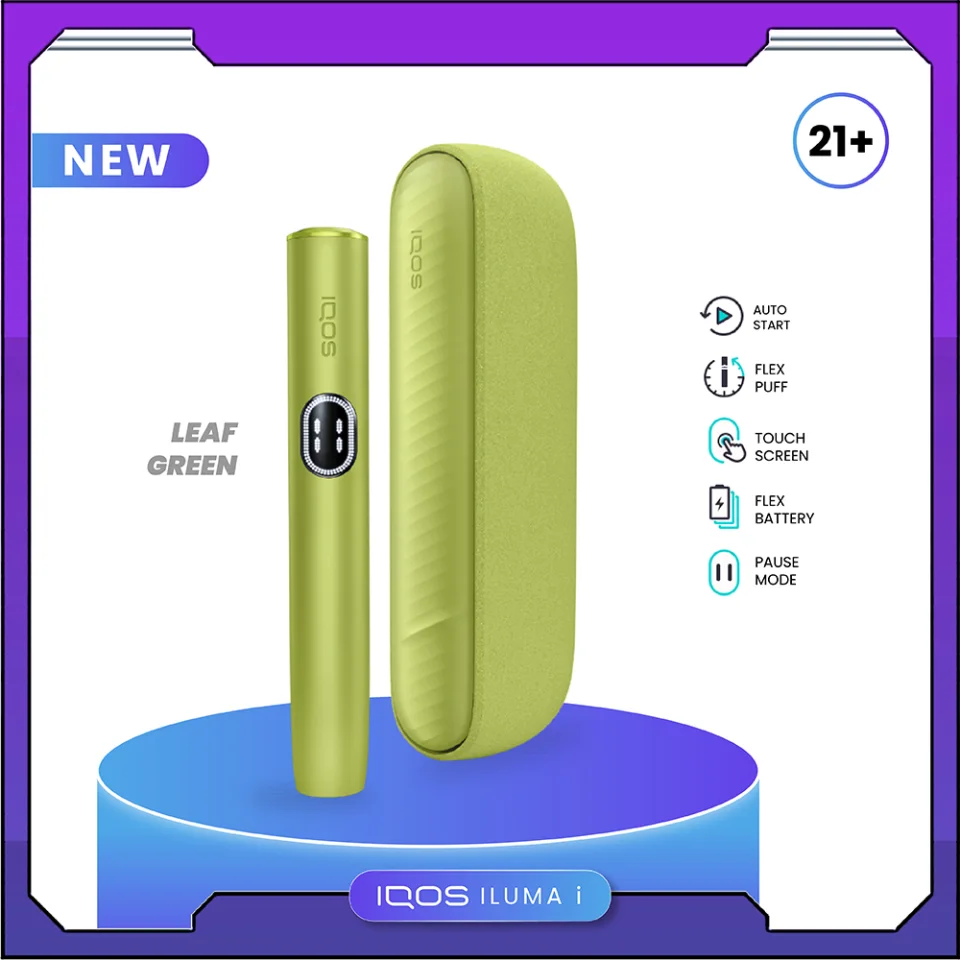 NEW
21+
IQOS
IQOS
AUTO
START
FLEX
PUFF
LEAF
GREEN
TOUCH
SCREEN
FLEX
BATTERY
PAUSE
MODE
IQOS ILUMA i